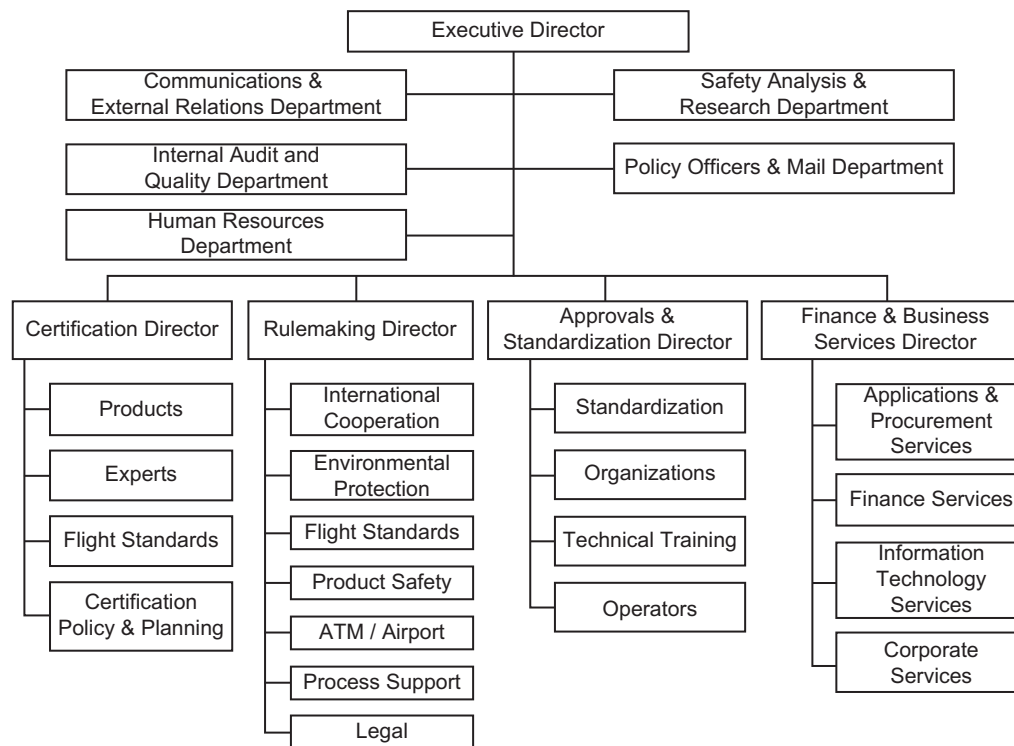 Executive Director
Communications &
External Relations Department
Safety Analysis &
Research Department
Internal Audit and
Quality Department
Policy Officers & Mail Department
Human Resources
Department
Certification Director
Rulemaking Director
Approvals &
Standardization Director
Finance & Business
Services Director
Products
Experts
Flight Standards
Certification
Policy & Planning
International
Cooperation
Environmental
Protection
Flight Standards
Product Safety
ATM / Airport
Process Support
Legal
Standardization
Organizations
Technical Training
Operators
Applications &
Procurement
Services
Finance Services
Information
Technology
Services
Corporate
Services